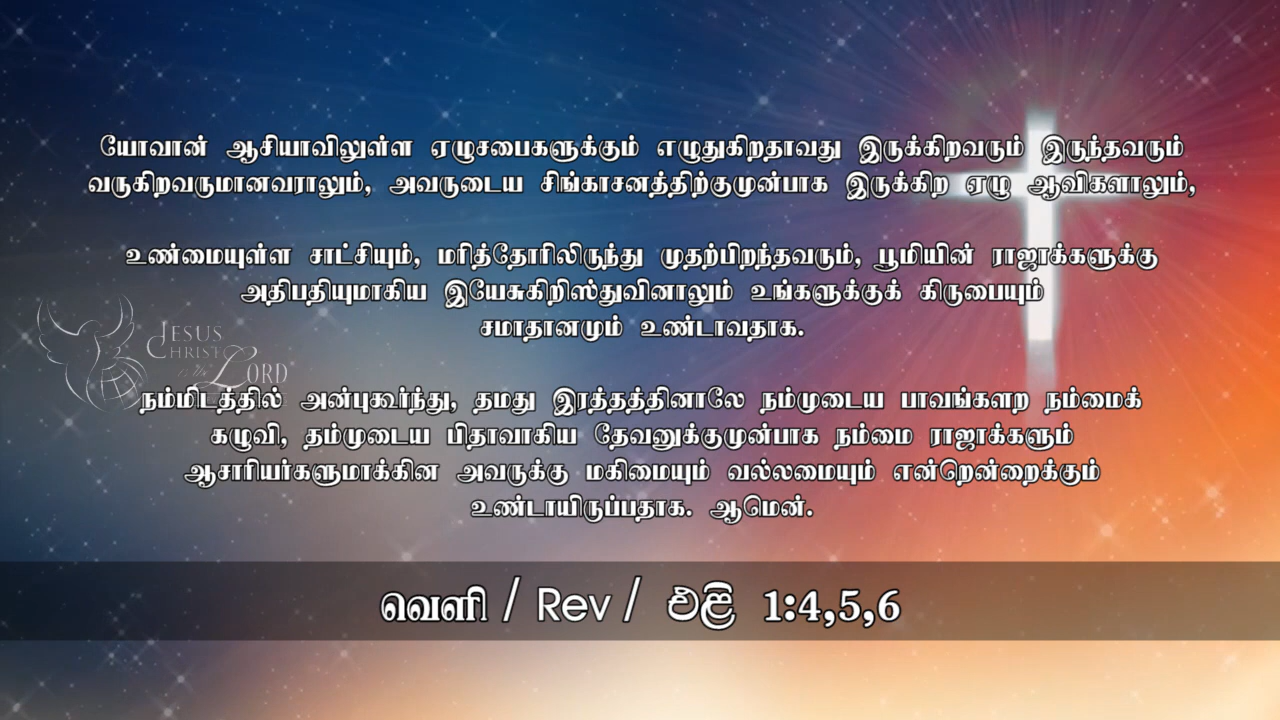 யோவான் ஆசியாவிலுள்ள ஏழுசபைகளுக்கும் எழுதுகிறதாவது இருக்கிறவரும் இருந்தவரும்
வருகிறவருமானவராலும், அவருடைய சிங்காசனத்திற்குமுன்பாக இருக்கிற ஏழு ஆவிகளாலும்,
உண்மையுள்ள சாட்சியும், மரித்தோரிலிருந்து முதற்பிறந்தவரும், பூமியின் ராஜாக்களுக்கு
அதிபதியுமாகிய இயேசுகிறிஸ்துவினாலும் உங்களுக்குக் கிருபையும்
சமாதானமும் உண்டாவதாக.
JESUS
CHRIST
is the LORD
நம்மிடத்தில் அன்புகூர்ந்து, தமது இரத்தத்தினாலே நம்முடைய பாவங்களற நம்மைக்
கழுவி, தம்முடைய பிதாவாகிய தேவனுக்குமுன்பாக நம்மை ராஜாக்களும்
ஆசாரியர்களுமாக்கின அவருக்கு மகிமையும் வல்லமையும் என்றென்றைக்கும்
உண்டாயிருப்பதாக. ஆமென்.
வெளி / Rev / එළි 1:4,5,6